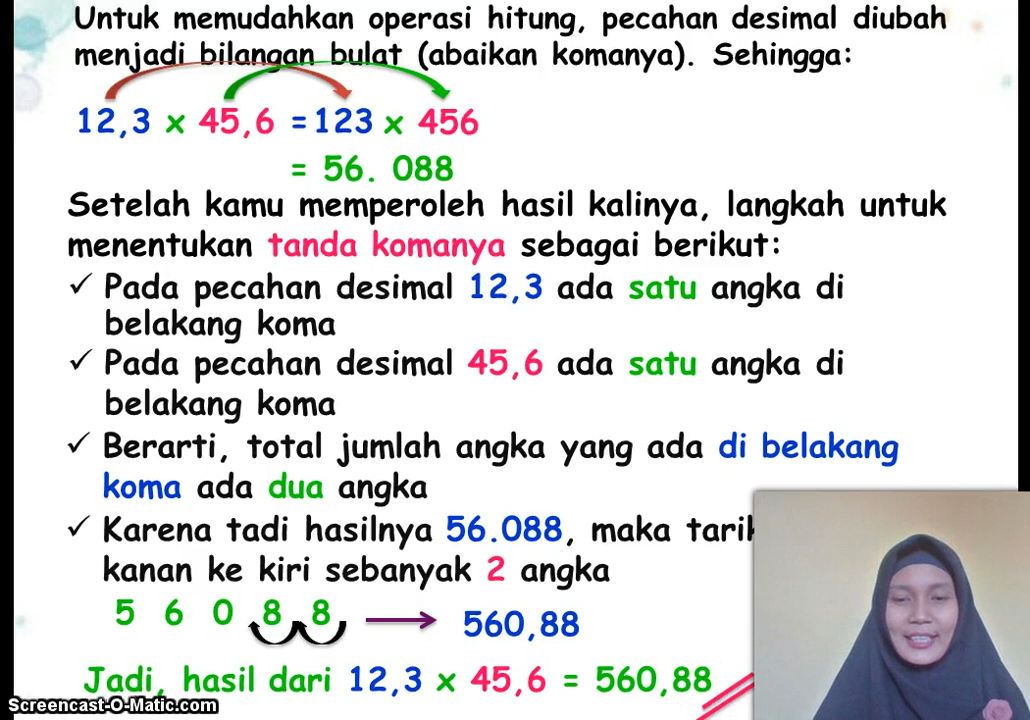 Untuk memudahkan operasi hitung, pecahan desimal diubah
menjadi bilangan bulat (abaikan komanya). Sehingga:
12,3 x 45,6 = 123 x 456
= 56. 088
Setelah kamu memperoleh hasil kalinya, langkah untuk
menentukan tanda komanya sebagai berikut:
✓ Pada pecahan desimal 12,3 ada satu angka di
belakang koma
✓ Pada pecahan desimal 45,6 ada satu angka di
belakang koma
✓ Berarti, total jumlah angka yang ada di belakang
koma ada dua angka
✓ Karena tadi hasilnya 56.088, maka tarik
kanan ke kiri sebanyak 2 angka
5 6 0 8 8 → 560,88
Jadi, hasil dari 12,3 x 45,6 = 560,88
Screencast-O-Matic.com